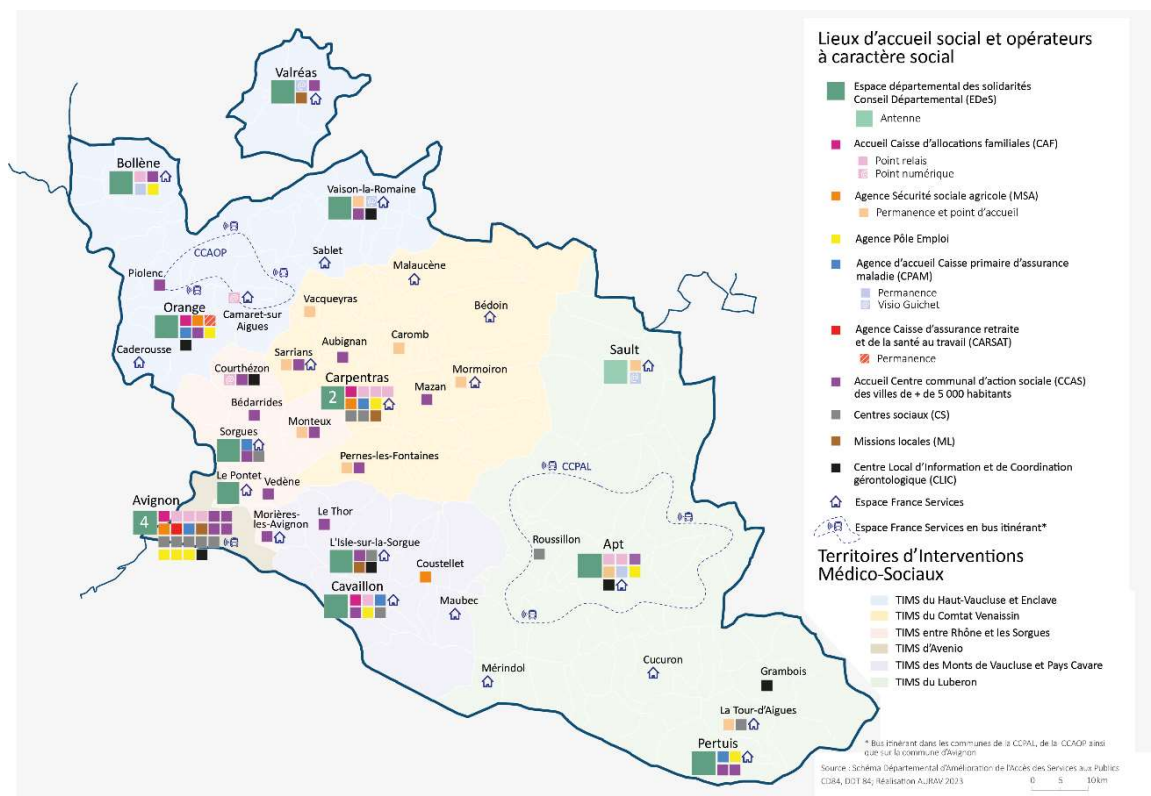 Valréas
Bollène
Vaison-la-Romaine
CCAOP
Sablet
Malaucène
Piolenc
Vacqueyras
Bédoin
Orange
Camaret-sur
Aigues
Caromb
Sault
Aubignan
Sarrians
Caderousse
Courthézon
Carpentras
2
Mormoiron
Mazan
Bédarrides
Monteux
Sorgues
Pernes-les-Fontaines
CCPAL
Le Pontet
Vedène
Avignon
4
Morières-
les-Avignon
Le Thor
L'Isle-sur-la-Sorgue
Roussillon
Apt
Coustellet
Cavaillon
Maubec
Mérindol
Cucuron
Grambois
La Tour-d'Aigues
Pertuis
Lieux d'accueil social et opérateurs
à caractère social
Espace départemental des solidarités
Conseil Départemental (EDeS)
Antenne
Accueil Caisse d'allocations familiales (CAF)
Point relais
Point numérique
Agence Sécurité sociale agricole (MSA)
Permanence et point d'accueil
Agence Pôle Emploi
Agence d'accueil Caisse primaire d'assurance
maladie (CPAM)
Permanence
Visio Guichet
Agence Caisse d'assurance retraite
et de la santé au travail (CARSAT)
Permanence
Accueil Centre communal d'action sociale (CCAS)
des villes de + de 5 000 habitants
Centres sociaux (CS)
Missions locales (ML)
Centre Local d'Information et de Coordination
gérontologique (CLIC)
Espace France Services
Espace France Services en bus itinérant*
Territoires d'Interventions
Médico-Sociaux
TIMS du Haut-Vaucluse et Enclave
TIMS du Comtat Venaissin
TIMS entre Rhône et les Sorgues
TIMS d'Avenio
TIMS des Monts de Vaucluse et Pays Cavare
TIMS du Luberon
* Bus itinérant dans les communes de la CCPAL, de la CCAOP ainsi
que sur la commune d'Avignon
Source : Schéma Départemental d'Amélioration de l'Accès des Services aux Publics
CD84, DDT 84; Réalisation AURAV 2023
0 5 10km